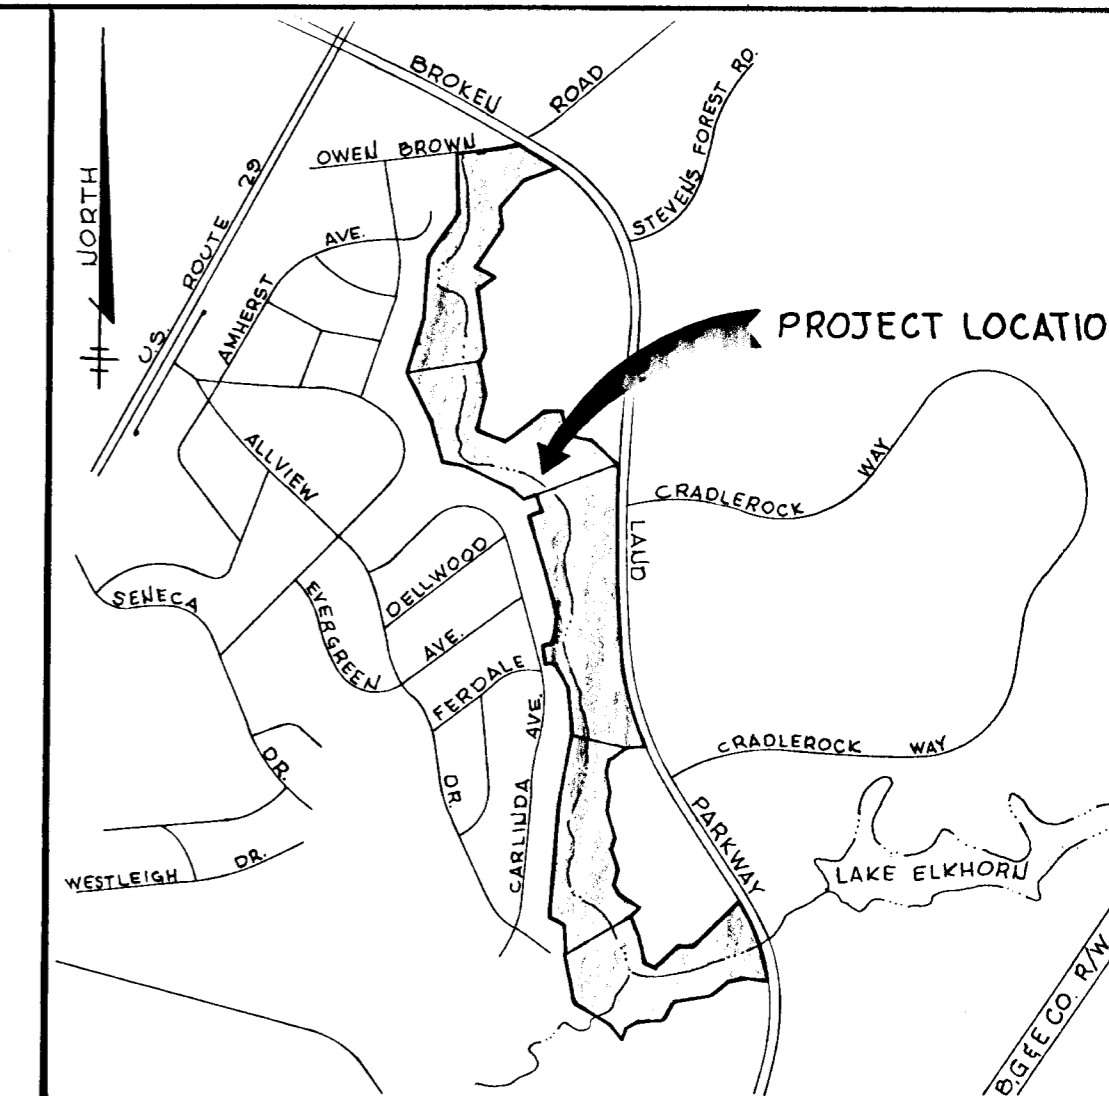 BROKEN
ROAD
STEVENS FOREST RD.
OWEN BROWN
NORTH
U.S. ROUTE 29
AVE.
AMHERST
PROJECT LOCATIO
ALLVIEW
CRADLEROCK WAY
LAND
DELLWOOD
SENECA
EVERGREEN
AVE.
FERDALE
AVE.
CRADLEROCK WAY
DR.
DR.
CARLINDA
PARKWAY
WESTLEIGH DR.
LAKE ELKHORN
B.G&E CO. R/W